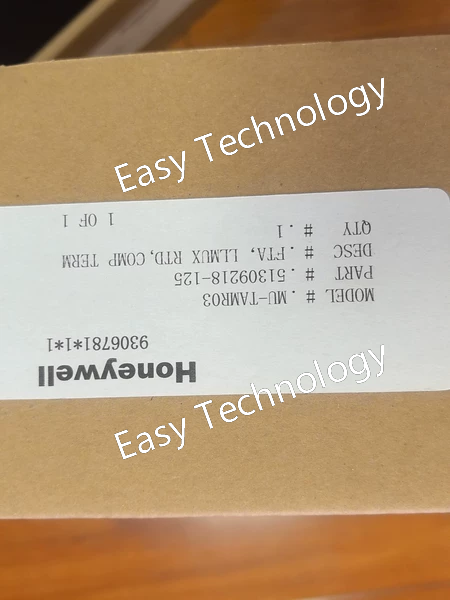 Easy Technology
Honeywell
9306781*1*1
MODEL # .MU-TAMR03
PART # .51309218-125
DESC # .FTA, LLMUX RTD,COMP TERM
QTY # .1
1 OF 1
Easy Technology